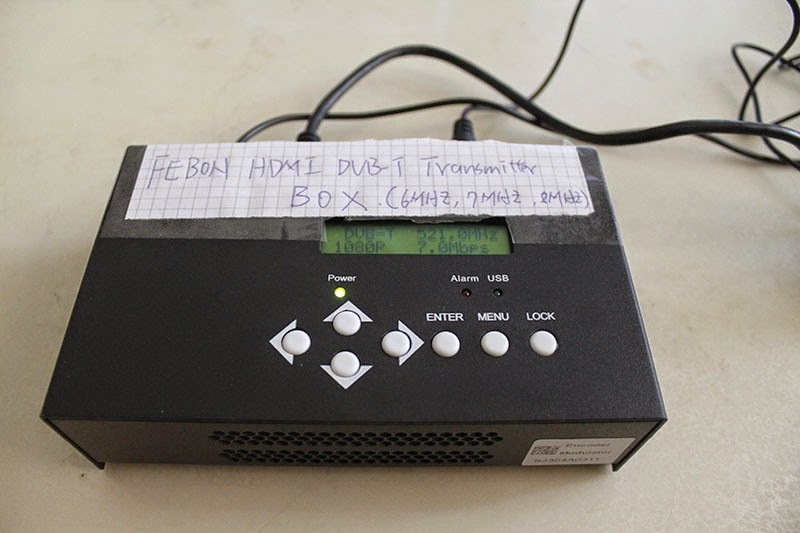 FEBON HDMI DVB-T Transmitter
BOX (6MHZ, 7MHZ, 8MHZ)
DVB-T 521.0MHz
1080P 7.0Mbps
Power
Alarm USB
ENTER MENU LOCK
Encoder
Modulator